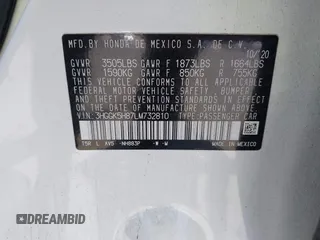 MFD. BY HONDA DE MEXICO S.A. DE C.V. 10/20
GVWR 3505LBS GAWR F 1873LBS R 1664LBS
GVWR 1590KG GAWR F 850KG R 755KG
THIS VEHICLE CONFORMS TO ALL APPLICABLE
FEDERAL MOTOR VEHICLE SAFETY, BUMPER,
AND THEFT PREVENTION STANDARDS IN EFFECT
ON THE DATE OF MANUFACTURE SHOWN ABOVE.
VIN: 3HGGK5H87LM732810 TYPE: PASSENGER CAR
NH883P
MADE IN MEXICO
DREAMBID